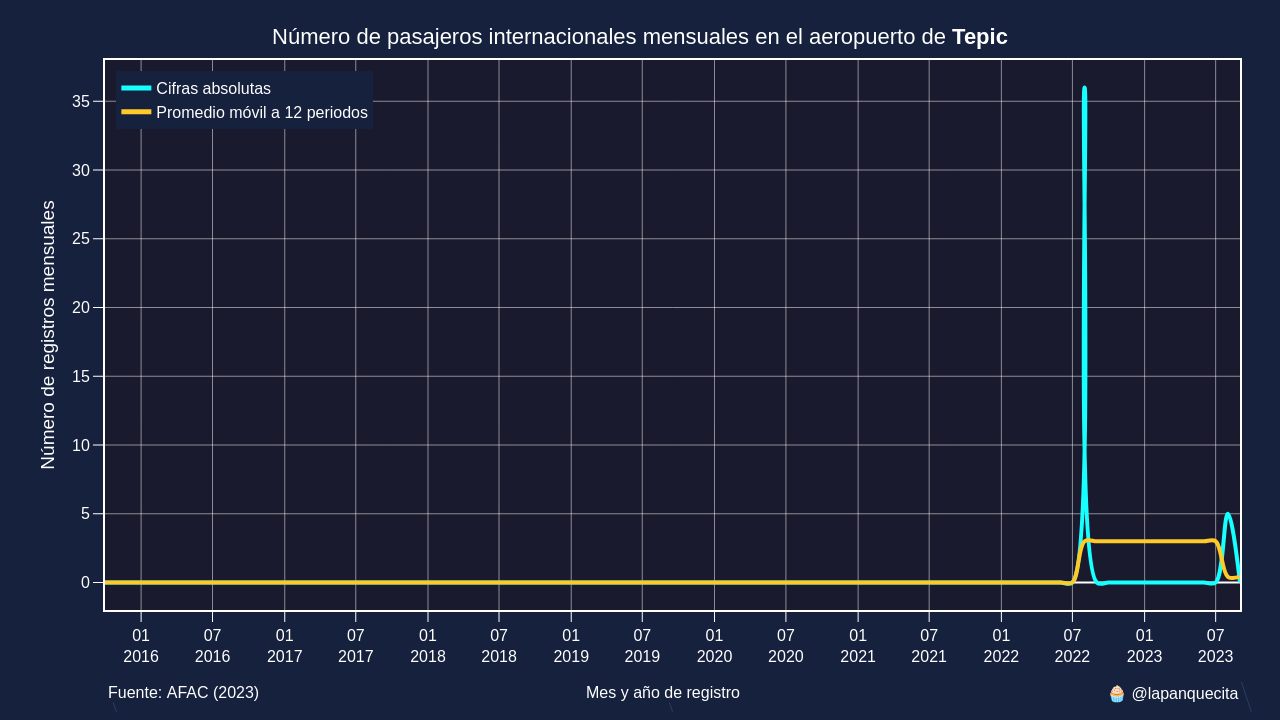 Número de pasajeros internacionales mensuales en el aeropuerto de Tepic
Cifras absolutas
Promedio móvil a 12 periodos
Número de registros mensuales
35
30
25
20
15
10
5
0
01 07 01 07 01 07 01 07 01 07 01 07 01 07 01 07
2016 2016 2017 2017 2018 2018 2019 2019 2020 2020 2021 2021 2022 2022 2023 2023
Fuente: AFAC (2023)
Mes y año de registro
🧁 @lapanquecita